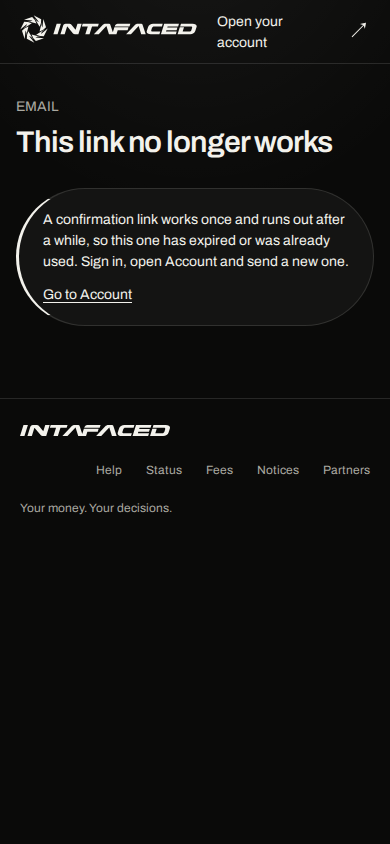 INTAFACED
Open your
account
EMAIL
This link no longer works
A confirmation link works once and runs out after
a while, so this one has expired or was already
used. Sign in, open Account and send a new one.
Go to Account
INTAFACED
Help Status Fees Notices Partners
Your money. Your decisions.